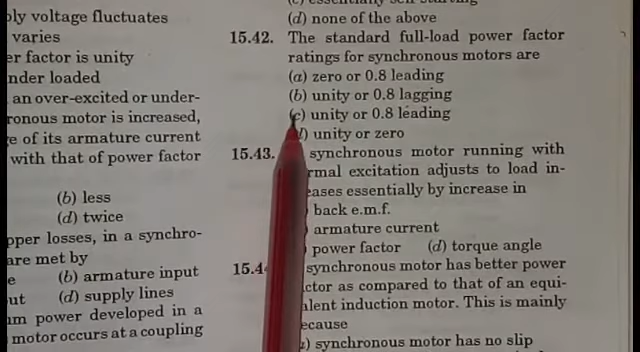 ply voltage fluctuates
varies
er factor is unity
nder loaded
an over-excited or under-
ronous motor is increased,
e of its armature current
with that of power factor
(b) less
(d) twice
pper losses, in a synchro-
are met by
e (b) armature input
ut (d) supply lines
um power developed in a
motor occurs at a coupling
(d) none of the above
15.42. The standard full-load power factor
ratings for synchronous motors are
(a) zero or 0.8 leading
(b) unity or 0.8 lagging
(c) unity or 0.8 leading
) unity or zero
15.43. synchronous motor running with
rmal excitation adjusts to load in-
eases essentially by increase in
back e.m.f.
armature current
power factor (d) torque angle
15.4 synchronous motor has better power
ctor as compared to that of an equi-
alent induction motor. This is mainly
ecause
) synchronous motor has no slip